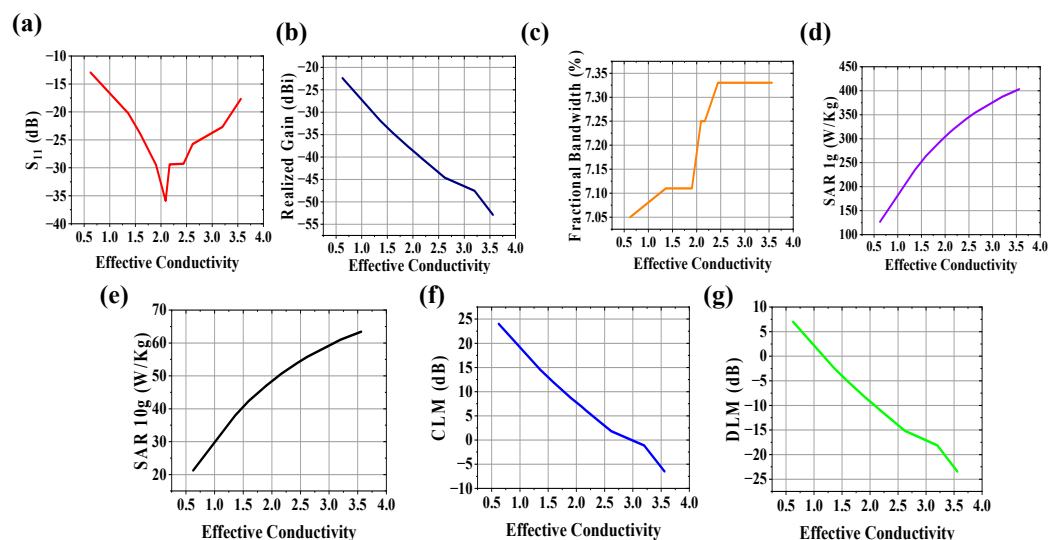 (a)
S11 (dB)
−10
−15
−20
−25
−30
−35
−40
0.5 1.0 1.5 2.0 2.5 3.0 3.5 4.0
Effective Conductivity
(b)
Realized Gain (dBi)
−20
−25
−30
−35
−40
−45
−50
−55
0.5 1.0 1.5 2.0 2.5 3.0 3.5 4.0
Effective Conductivity
(c)
Fractional Bandwidth (%)
7.35
7.30
7.25
7.20
7.15
7.10
7.05
0.5 1.0 1.5 2.0 2.5 3.0 3.5 4.0
Effective Conductivity
(d)
SAR 1g (W/Kg)
450
400
350
300
250
200
150
100
0.5 1.0 1.5 2.0 2.5 3.0 3.5 4.0
Effective Conductivity
(e)
SAR 10g (W/Kg)
70
60
50
40
30
20
0.5 1.0 1.5 2.0 2.5 3.0 3.5 4.0
Effective Conductivity
(f)
CLM (dB)
25
20
15
10
5
0
−5
−10
0.5 1.0 1.5 2.0 2.5 3.0 3.5 4.0
Effective Conductivity
(g)
DLM (dB)
10
5
0
−5
−10
−15
−20
−25
0.5 1.0 1.5 2.0 2.5 3.0 3.5 4.0
Effective Conductivity